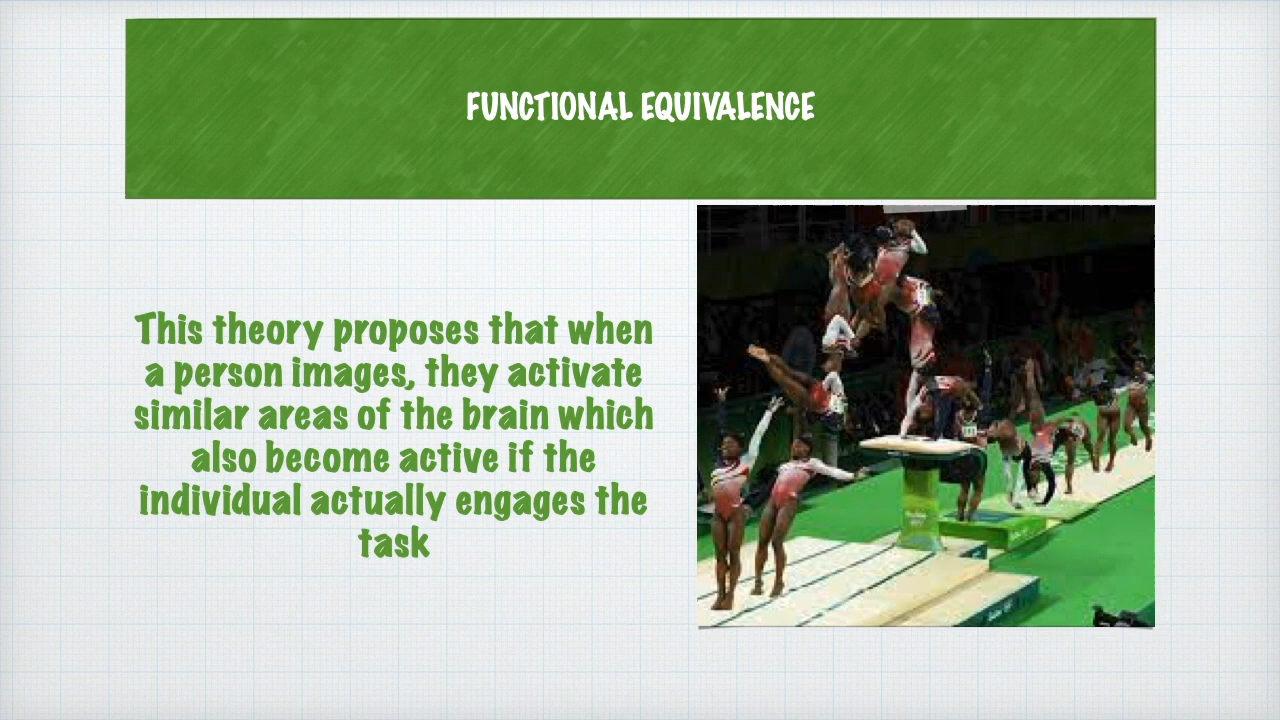 FUNCTIONAL EQUIVALENCE
This theory proposes that when
a person images, they activate
similar areas of the brain which
also become active if the
individual actually engages the
task